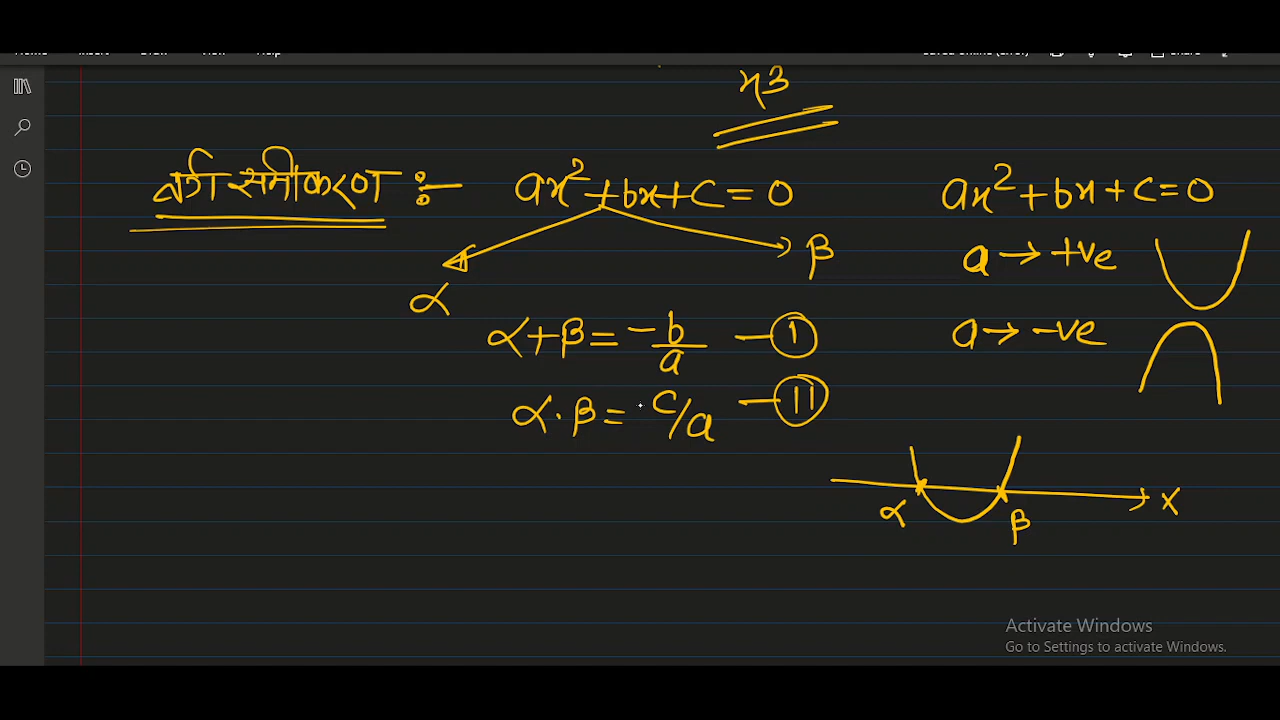 x3
वर्ग समीकरण :- ax²+bx+c=0
α β
α+β= -b/a -①
α·β= c/a -⑪
ax²+bx+c=0
a→+ve
a→-ve
α β X
Activate Windows
Go to Settings to activate Windows.